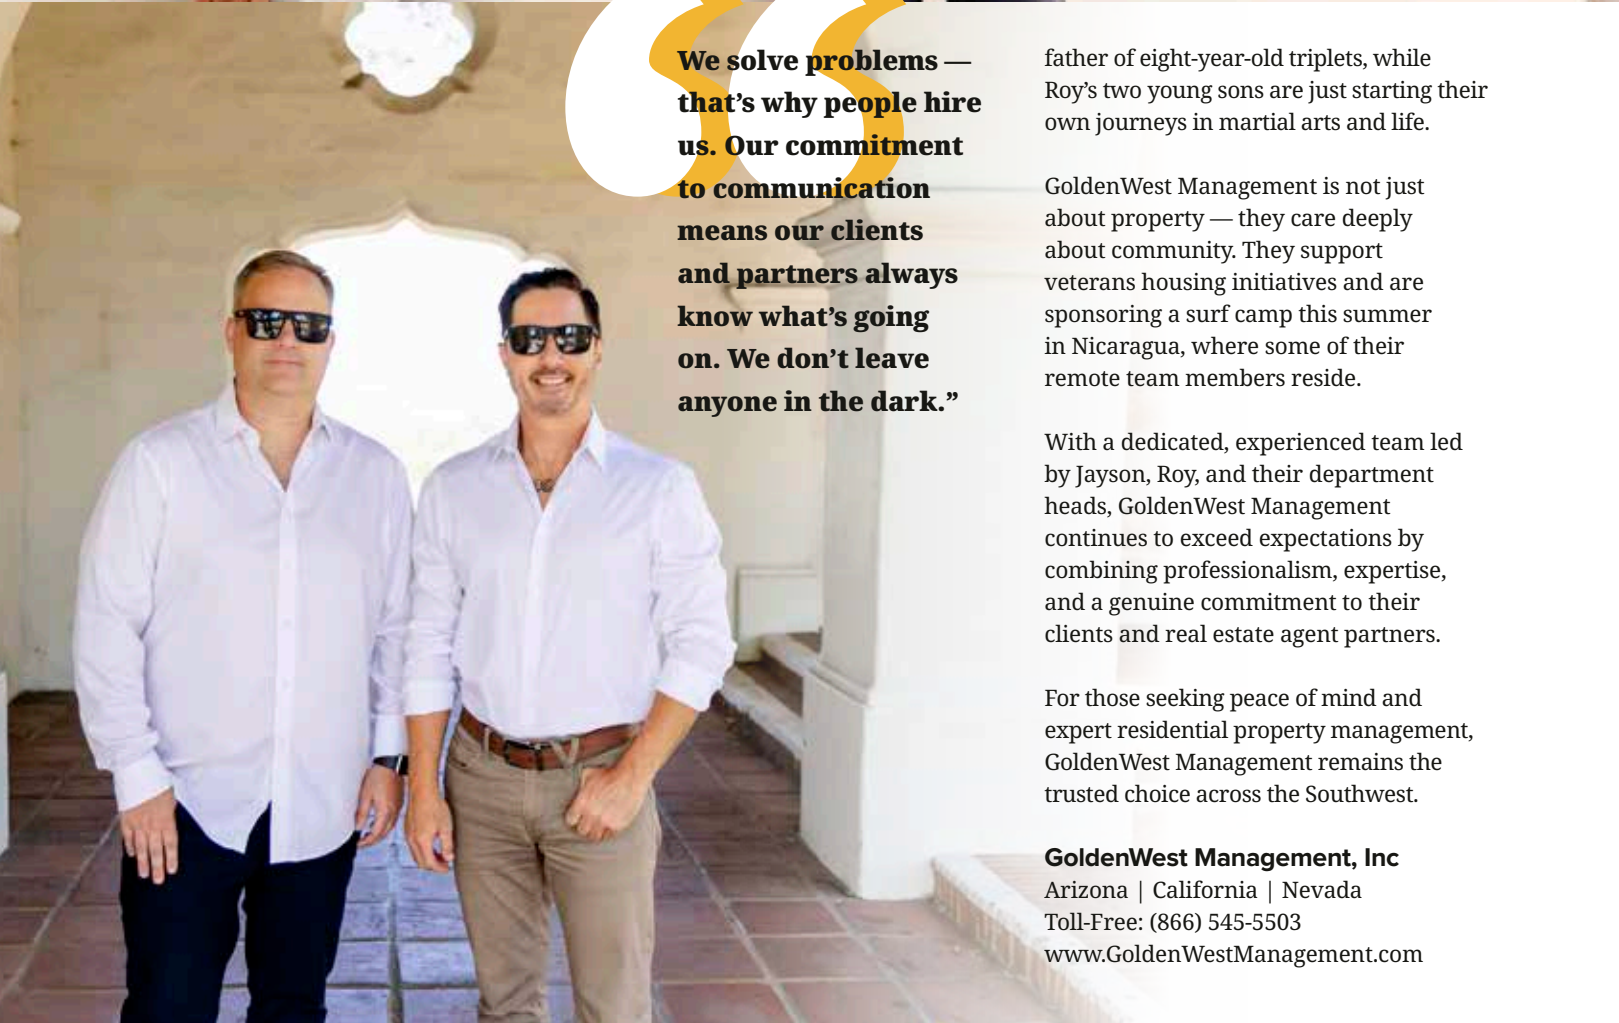 We solve problems —
that’s why people hire
us. Our commitment
to communication
means our clients
and partners always
know what’s going
on. We don’t leave
anyone in the dark.”
father of eight-year-old triplets, while
Roy’s two young sons are just starting their
own journeys in martial arts and life.
GoldenWest Management is not just
about property — they care deeply
about community. They support
veterans housing initiatives and are
sponsoring a surf camp this summer
in Nicaragua, where some of their
remote team members reside.
With a dedicated, experienced team led
by Jayson, Roy, and their department
heads, GoldenWest Management
continues to exceed expectations by
combining professionalism, expertise,
and a genuine commitment to their
clients and real estate agent partners.
For those seeking peace of mind and
expert residential property management,
GoldenWest Management remains the
trusted choice across the Southwest.
GoldenWest Management, Inc
Arizona | California | Nevada
Toll-Free: (866) 545-5503
www.GoldenWestManagement.com